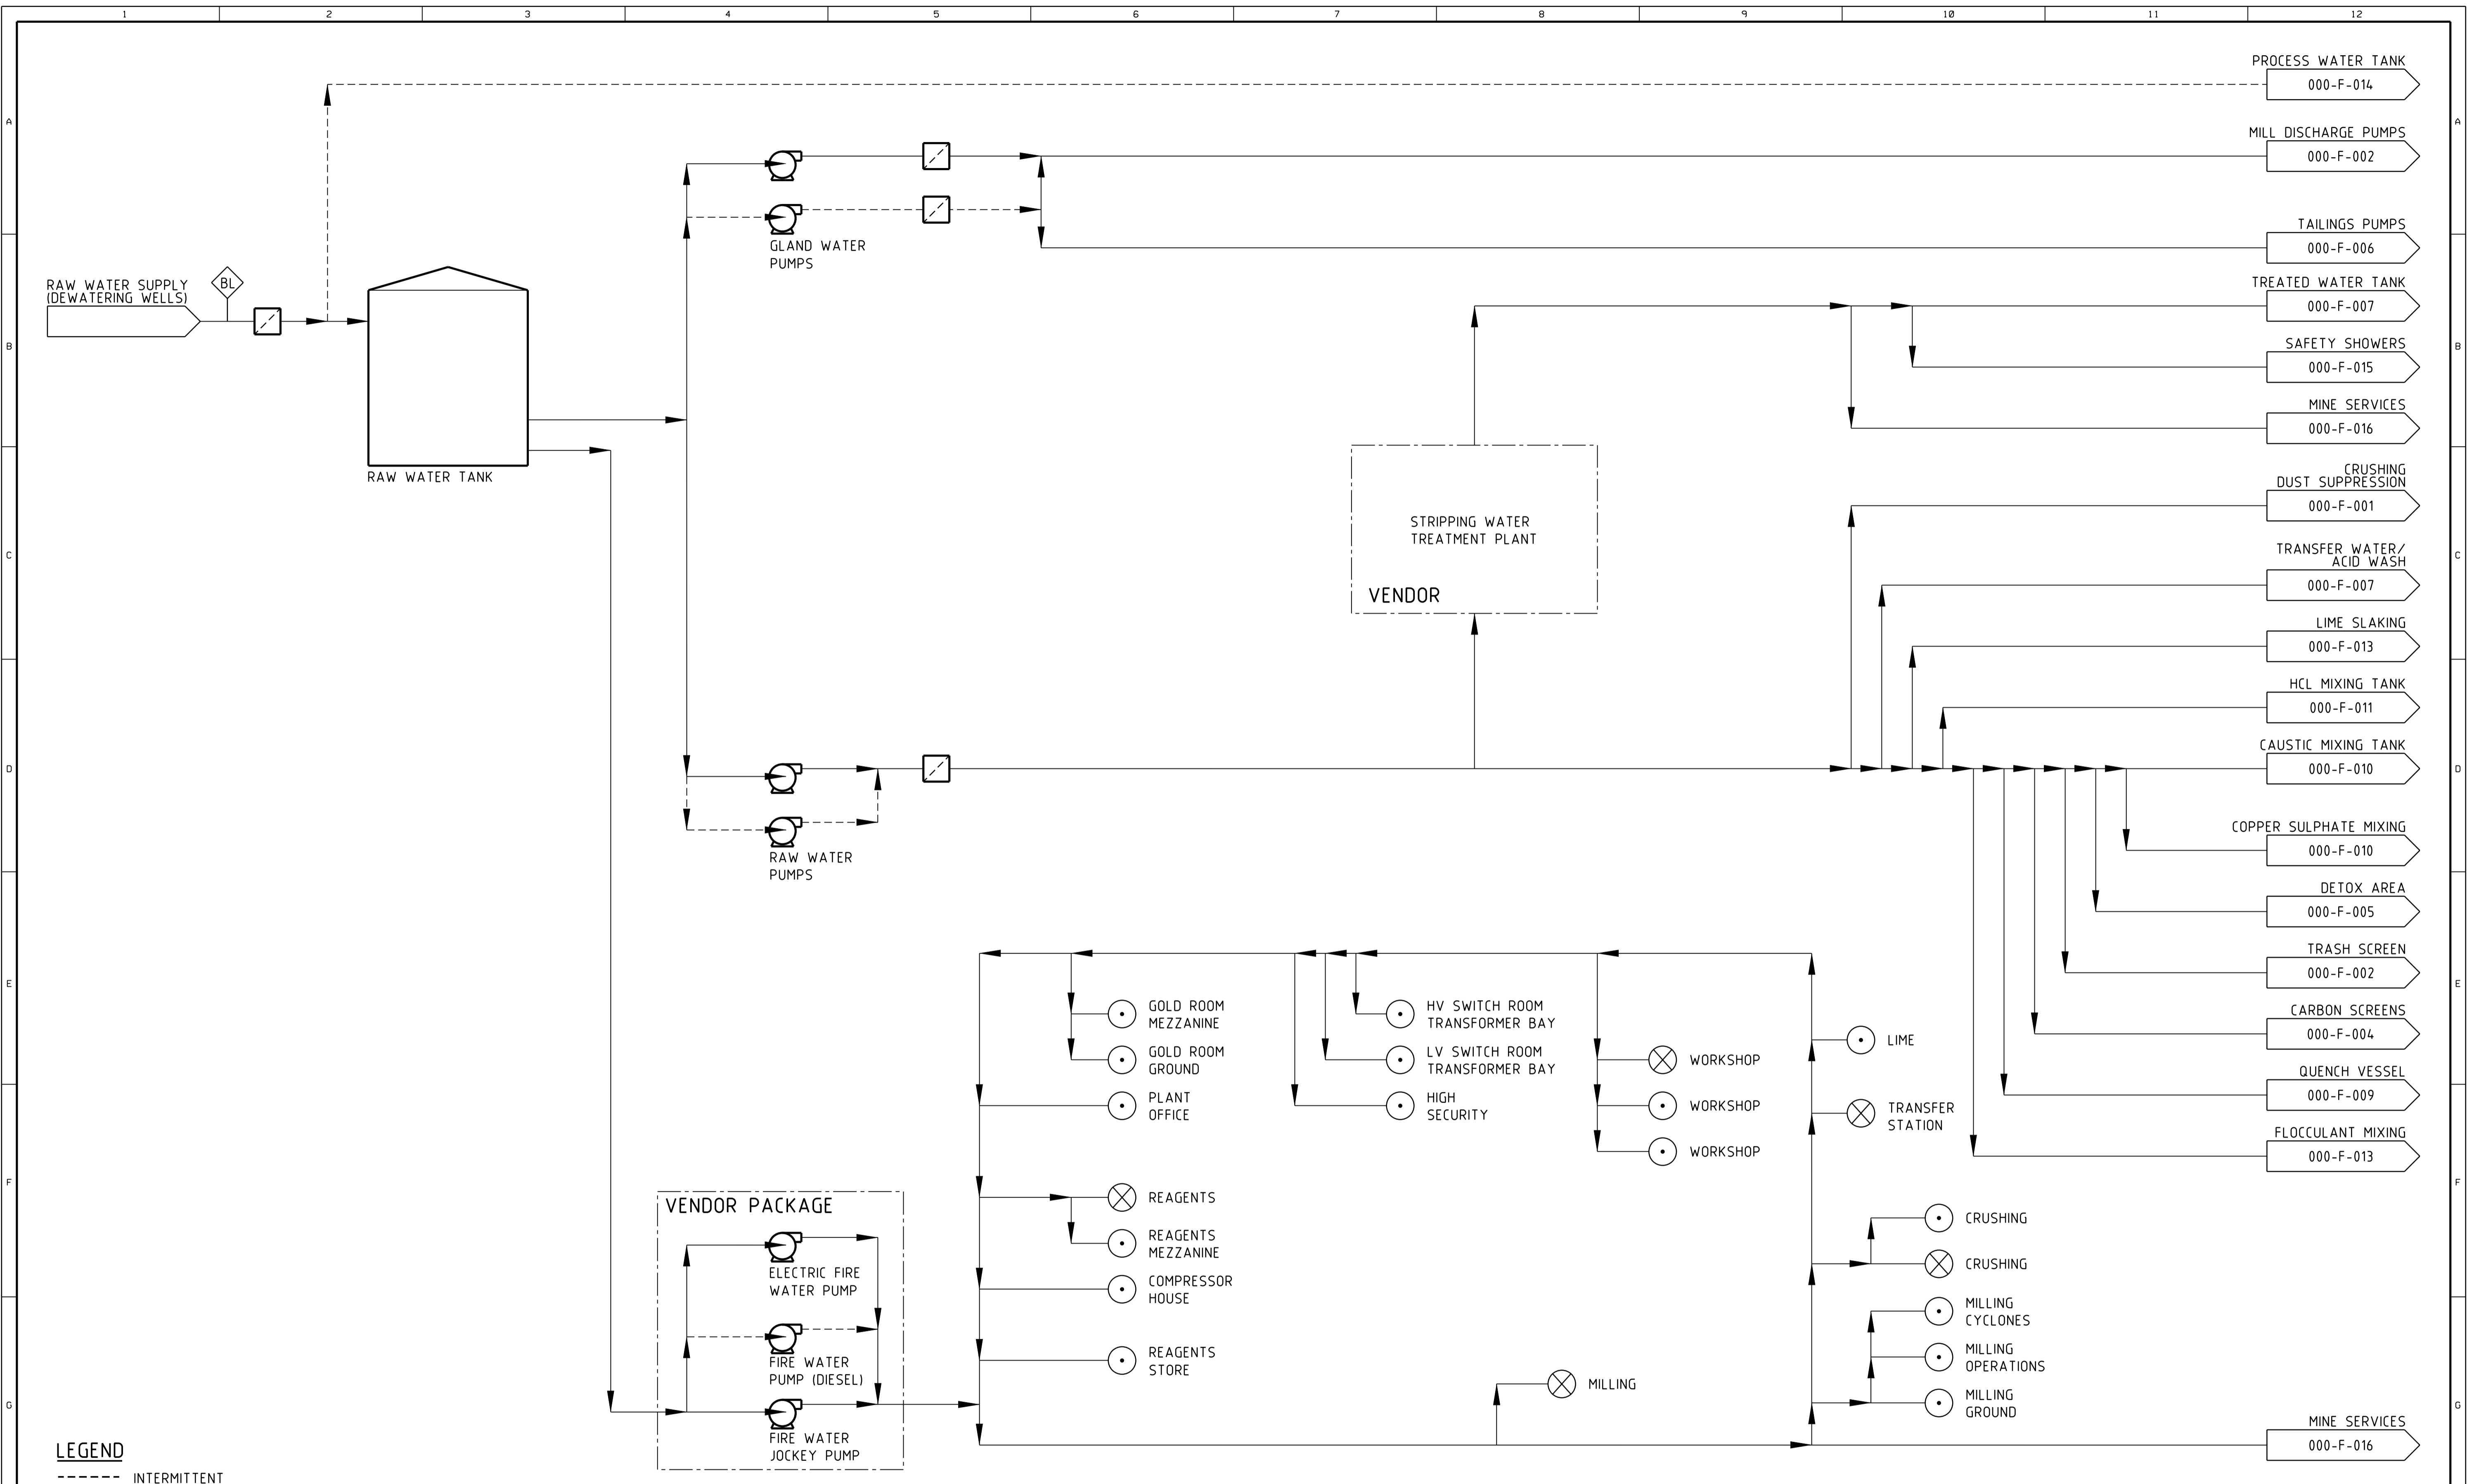 1 2 3 4 5 6 7 8 9 10 11 12
PROCESS WATER TANK
000-F-014
A
A
MILL DISCHARGE PUMPS
000-F-002
GLAND WATER
PUMPS
TAILINGS PUMPS
000-F-006
RAW WATER SUPPLY
(DEWATERING WELLS)
BL
TREATED WATER TANK
000-F-007
B
B
SAFETY SHOWERS
000-F-015
MINE SERVICES
000-F-016
RAW WATER TANK
CRUSHING
DUST SUPPRESSION
000-F-001
STRIPPING WATER
TREATMENT PLANT
VENDOR
C
C
TRANSFER WATER/
ACID WASH
000-F-007
LIME SLAKING
000-F-013
HCL MIXING TANK
000-F-011
CAUSTIC MIXING TANK
000-F-010
D
D
RAW WATER
PUMPS
COPPER SULPHATE MIXING
000-F-010
DETOX AREA
000-F-005
TRASH SCREEN
000-F-002
E
E
CARBON SCREENS
000-F-004
QUENCH VESSEL
000-F-009
FLOCCULANT MIXING
000-F-013
GOLD ROOM
MEZZANINE
GOLD ROOM
GROUND
PLANT
OFFICE
HV SWITCH ROOM
TRANSFORMER BAY
LV SWITCH ROOM
TRANSFORMER BAY
HIGH
SECURITY
WORKSHOP
WORKSHOP
WORKSHOP
LIME
TRANSFER
STATION
F
F
VENDOR PACKAGE
ELECTRIC FIRE
WATER PUMP
FIRE WATER
PUMP (DIESEL)
FIRE WATER
JOCKEY PUMP
REAGENTS
REAGENTS
MEZZANINE
COMPRESSOR
HOUSE
REAGENTS
STORE
MILLING
CRUSHING
CRUSHING
MILLING
CYCLONES
MILLING
OPERATIONS
MILLING
GROUND
G
G
MINE SERVICES
000-F-016
LEGEND
INTERMITTENT